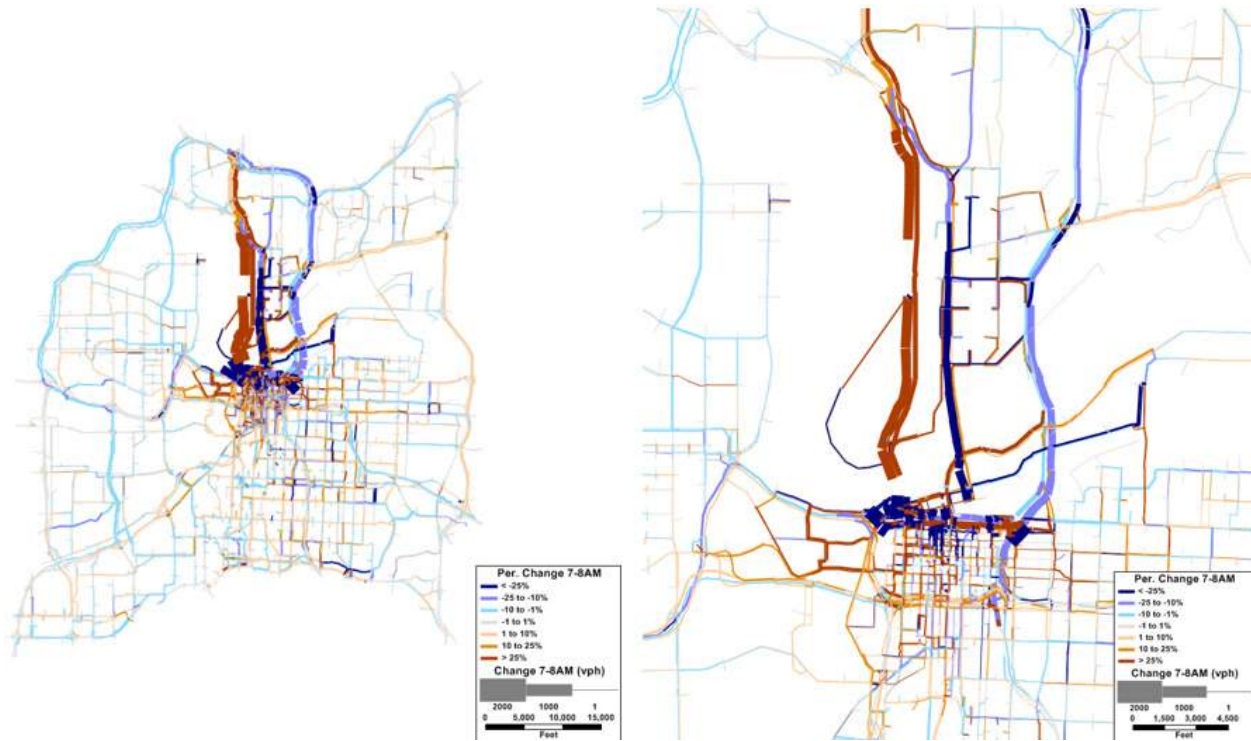 Per. Change 7-8AM
< -25%
-25 to -10%
-10 to -1%
-1 to 1%
1 to 10%
10 to 25%
> 25%
Change 7-8AM (vph)
2000 1000 1
0 5,000 10,000 15,000
Feet
Per. Change 7-8AM
< -25%
-25 to -10%
-10 to -1%
-1 to 1%
1 to 10%
10 to 25%
> 25%
Change 7-8AM (vph)
2000 1000 1
0 1,500 3,000 4,500
Feet